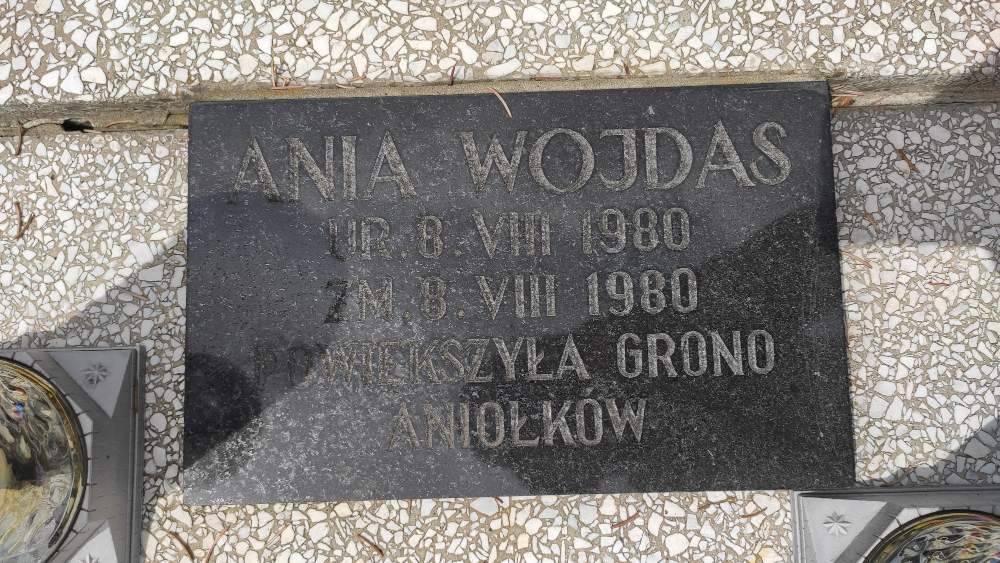 ANIA WOJDAS
UR. 8. VIII 1980
ZM. 8. VIII 1980
POWIĘKSZYŁA GRONO
ANIOŁKÓW